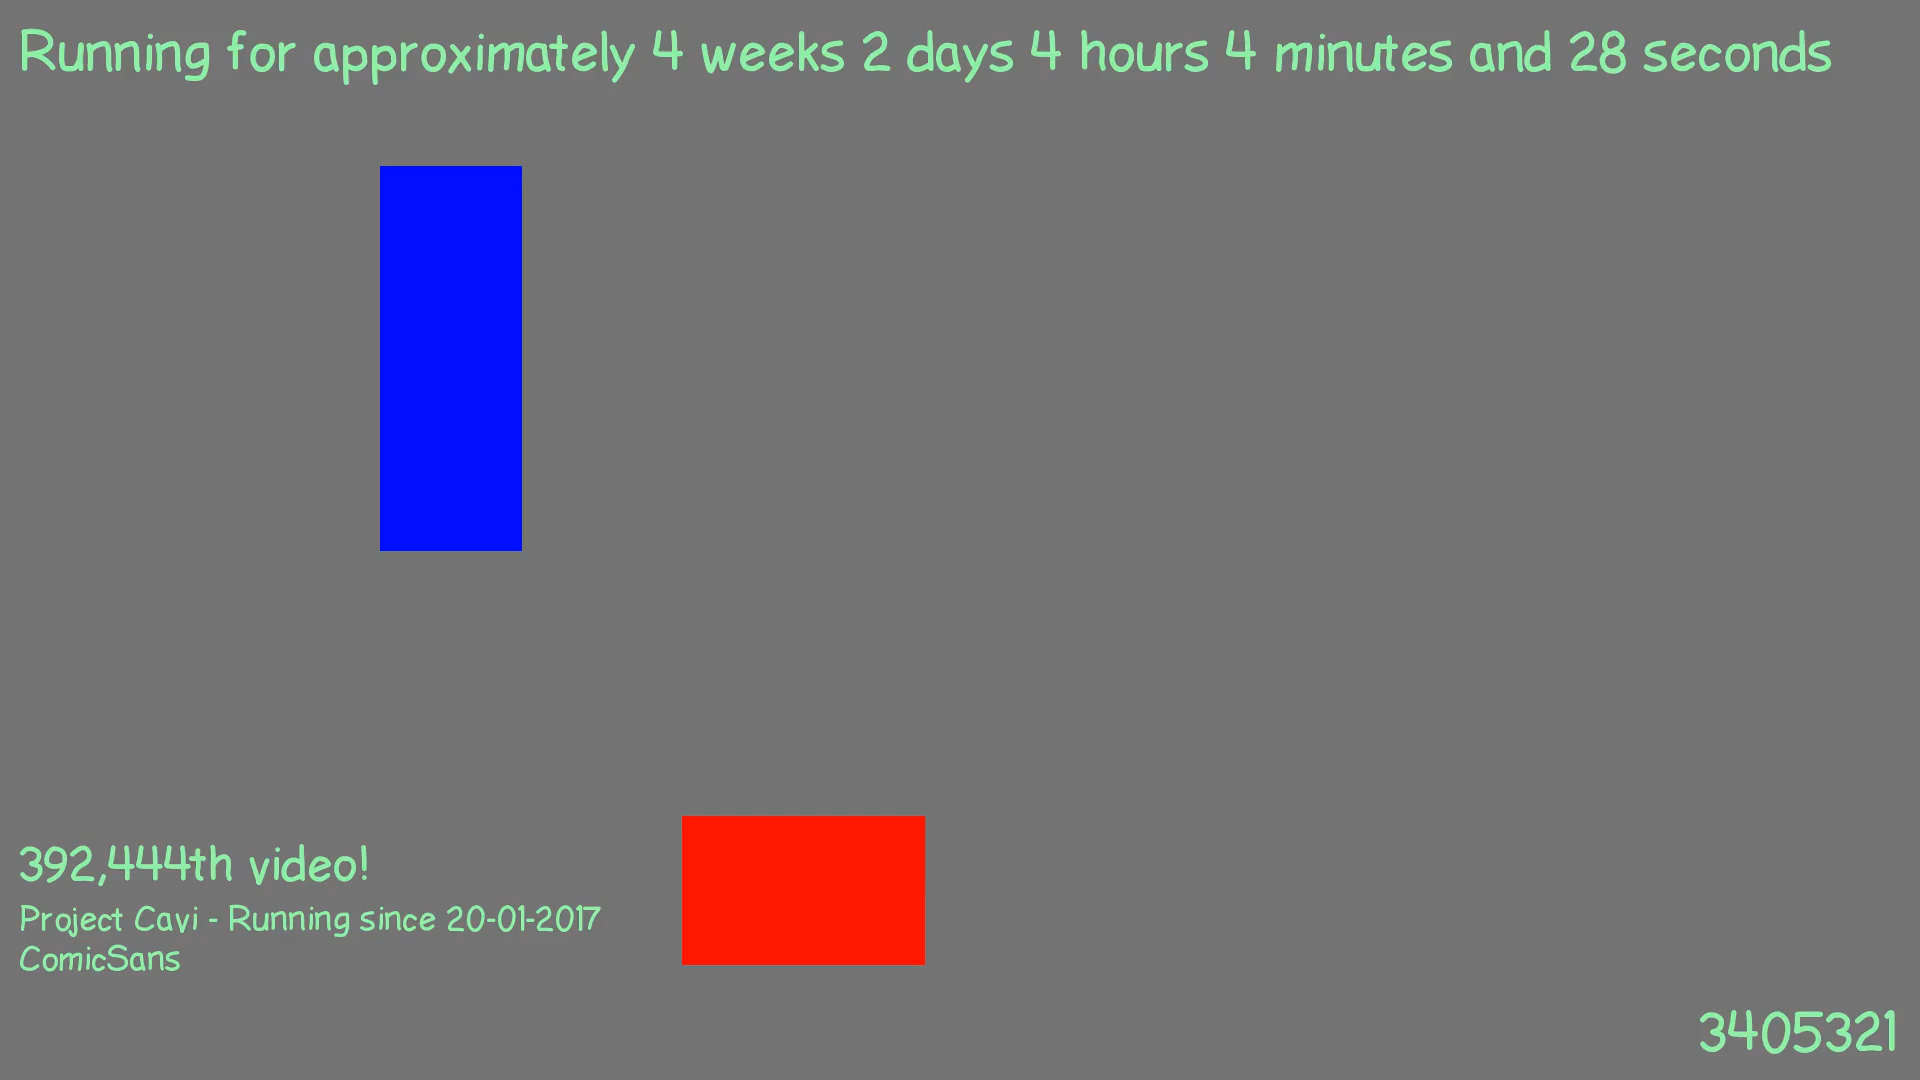 Running for approximately 4 weeks 2 days 4 hours 4 minutes and 28 seconds
392,444th video!
Project Cavi - Running since 20-01-2017
ComicSans
3405321